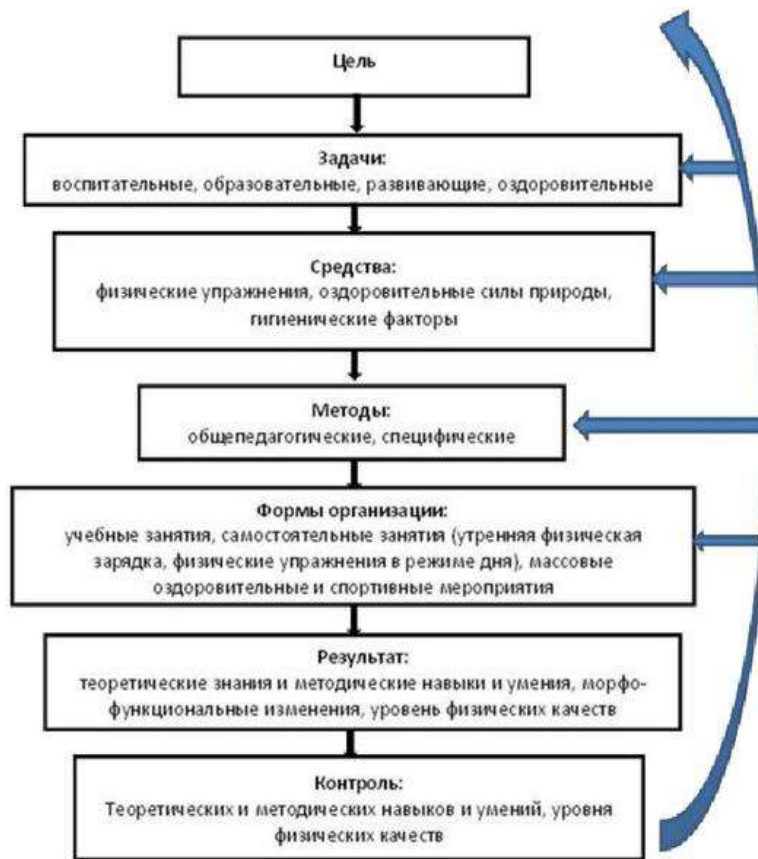 Цель
Задачи:
воспитательные, образовательные, развивающие, оздоровительные
Средства:
физические упражнения, оздоровительные силы природы,
гигиенические факторы
Методы:
общепедагогические, специфические
Формы организации:
учебные занятия, самостоятельные занятия (утренняя физическая
зарядка, физические упражнения в режиме дня), массовые
оздоровительные и спортивные мероприятия
Результат:
теоретические знания и методические навыки и умения, морфо-
функциональные изменения, уровень физических качеств
Контроль:
Теоретических и методических навыков и умений, уровня
физических качеств